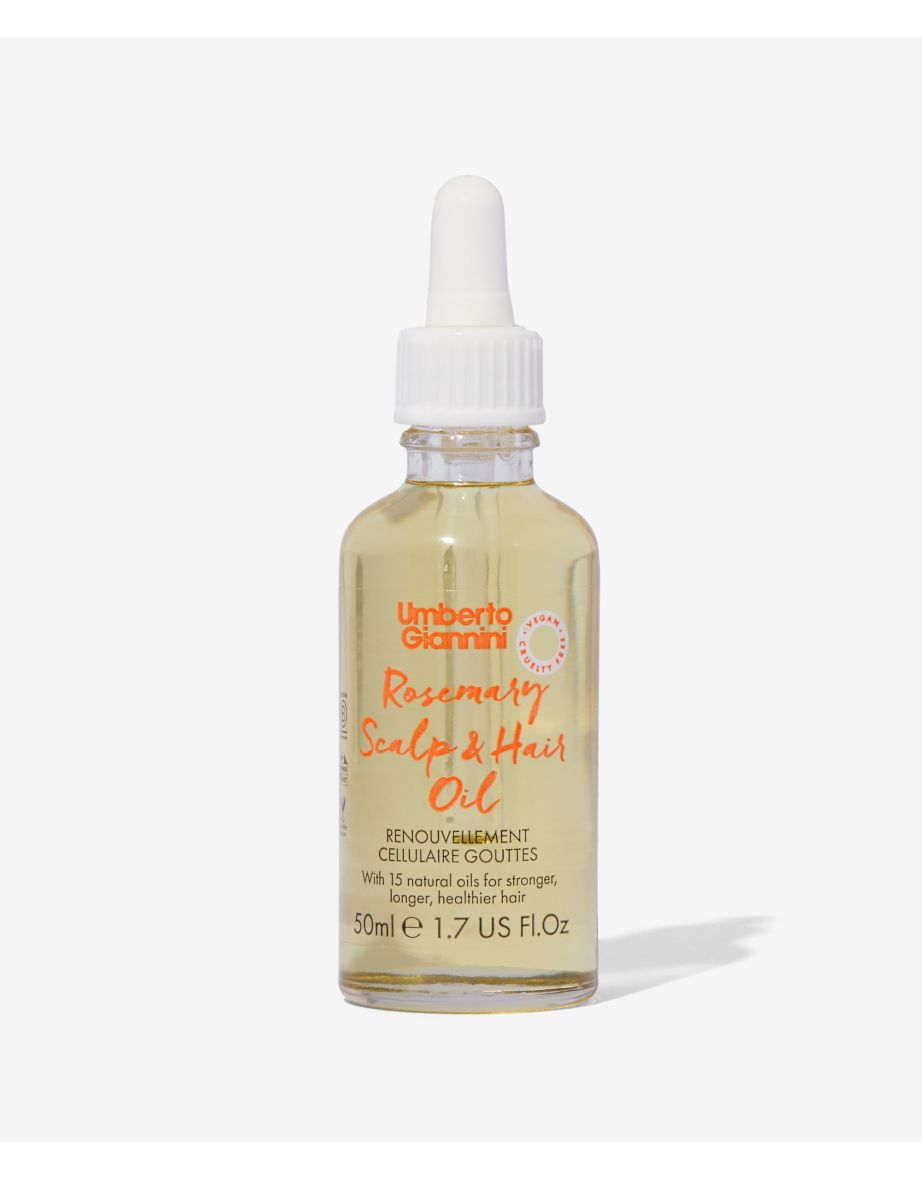 Umberto
Giannini
• VEGAN •
CRUELTY FREE
Rosemary
Scalp & Hair
Oil
RENOUVELLEMENT
CELLULAIRE GOUTTES
With 15 natural oils for stronger,
longer, healthier hair
50ml ℮ 1.7 US Fl.Oz